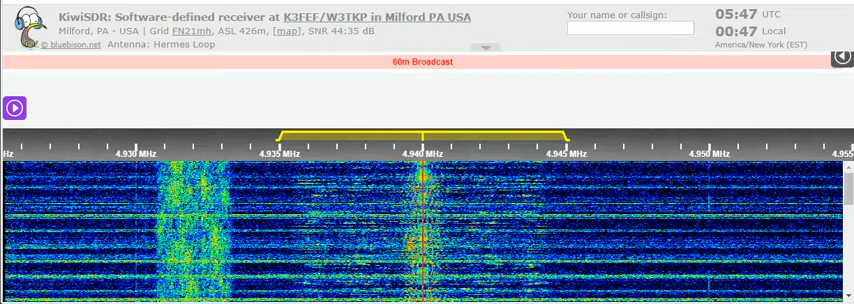 KiwiSDR: Software-defined receiver at K3FEF/W3TKP in Milford PA USA
Milford, PA - USA | Grid FN21mh, ASL 426m, [map], SNR 44:35 dB
© bluebison.net Antenna: Hermes Loop
Your name or callsign:
05:47 UTC
00:47 Local
America/New York (EST)
60m Broadcast
Hz 4.930 MHz 4.935 MHz 4.940 MHz 4.945 MHz 4.950 MHz 4.955